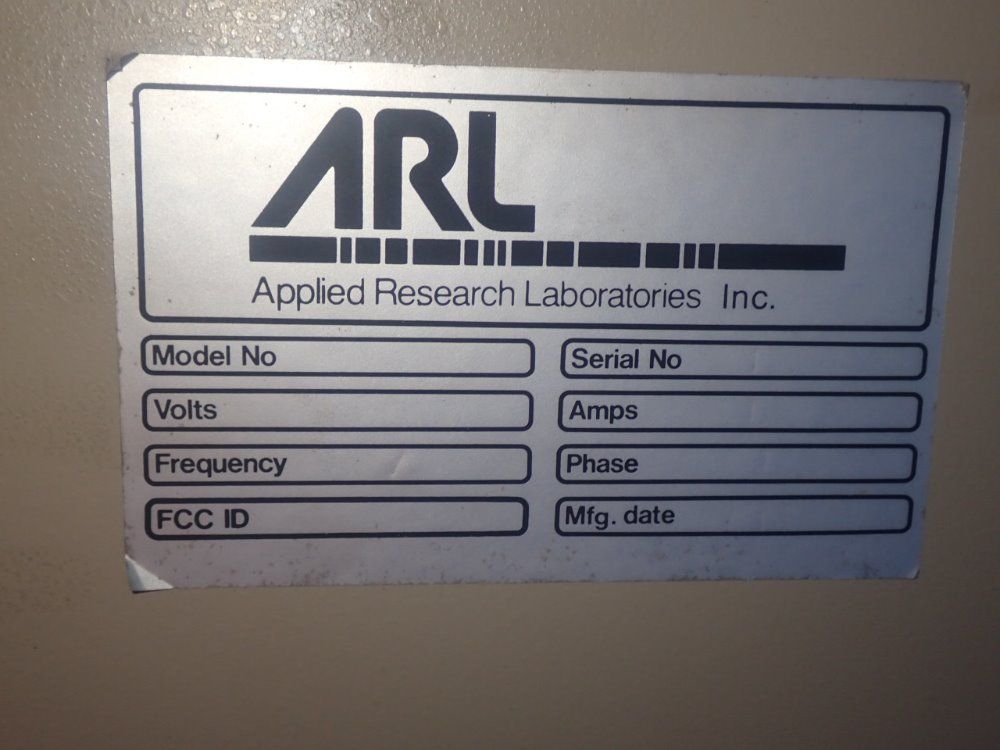 ARL
Applied Research Laboratories Inc.
Model No
Serial No
Volts
Amps
Frequency
Phase
FCC ID
Mfg. date